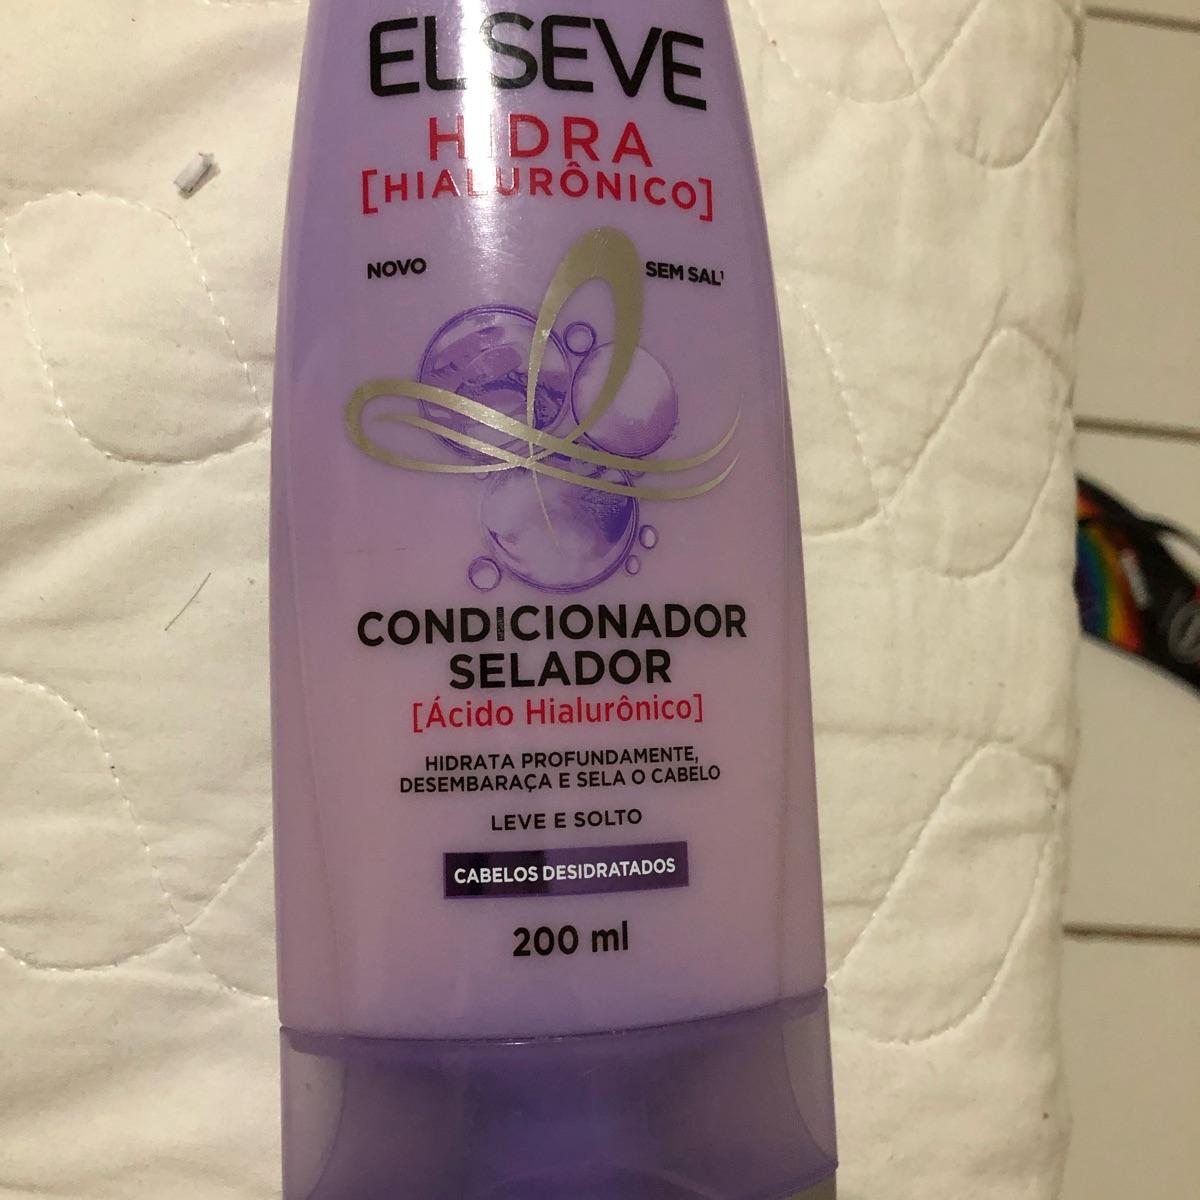 ELSEVE
HIDRA
[HIALURÔNICO]
NOVO
SEM SAL¹
CONDICIONADOR
SELADOR
[Ácido Hialurônico]
HIDRATA PROFUNDAMENTE,
DESEMBARAÇA E SELA O CABELO
LEVE E SOLTO
CABELOS DESIDRATADOS
200 ml